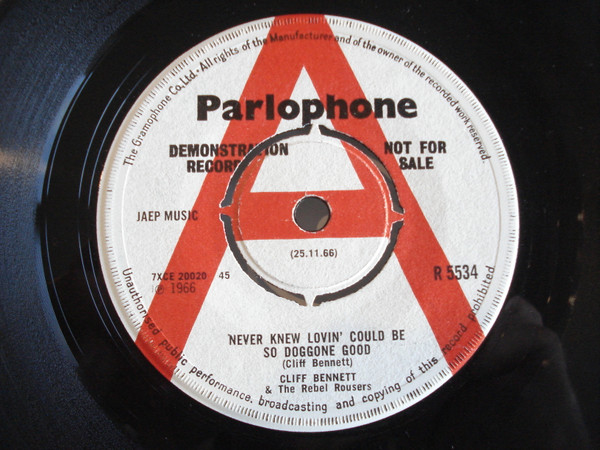 The Gramophone Co. Ltd. · All rights of the Manufacturer and of the owner of the recorded work reserved
Parlophone
DEMONSTRATION
RECORD
NOT FOR
SALE
JAEP MUSIC
(25.11.66)
7XCE 20020 45
℗ 1966
R 5534
'NEVER KNEW LOVIN' COULD BE
SO DOGGONE GOOD
(Cliff Bennett)
CLIFF BENNETT
& The Rebel Rousers
Unauthorised public performance, broadcasting and copying of this record prohibited